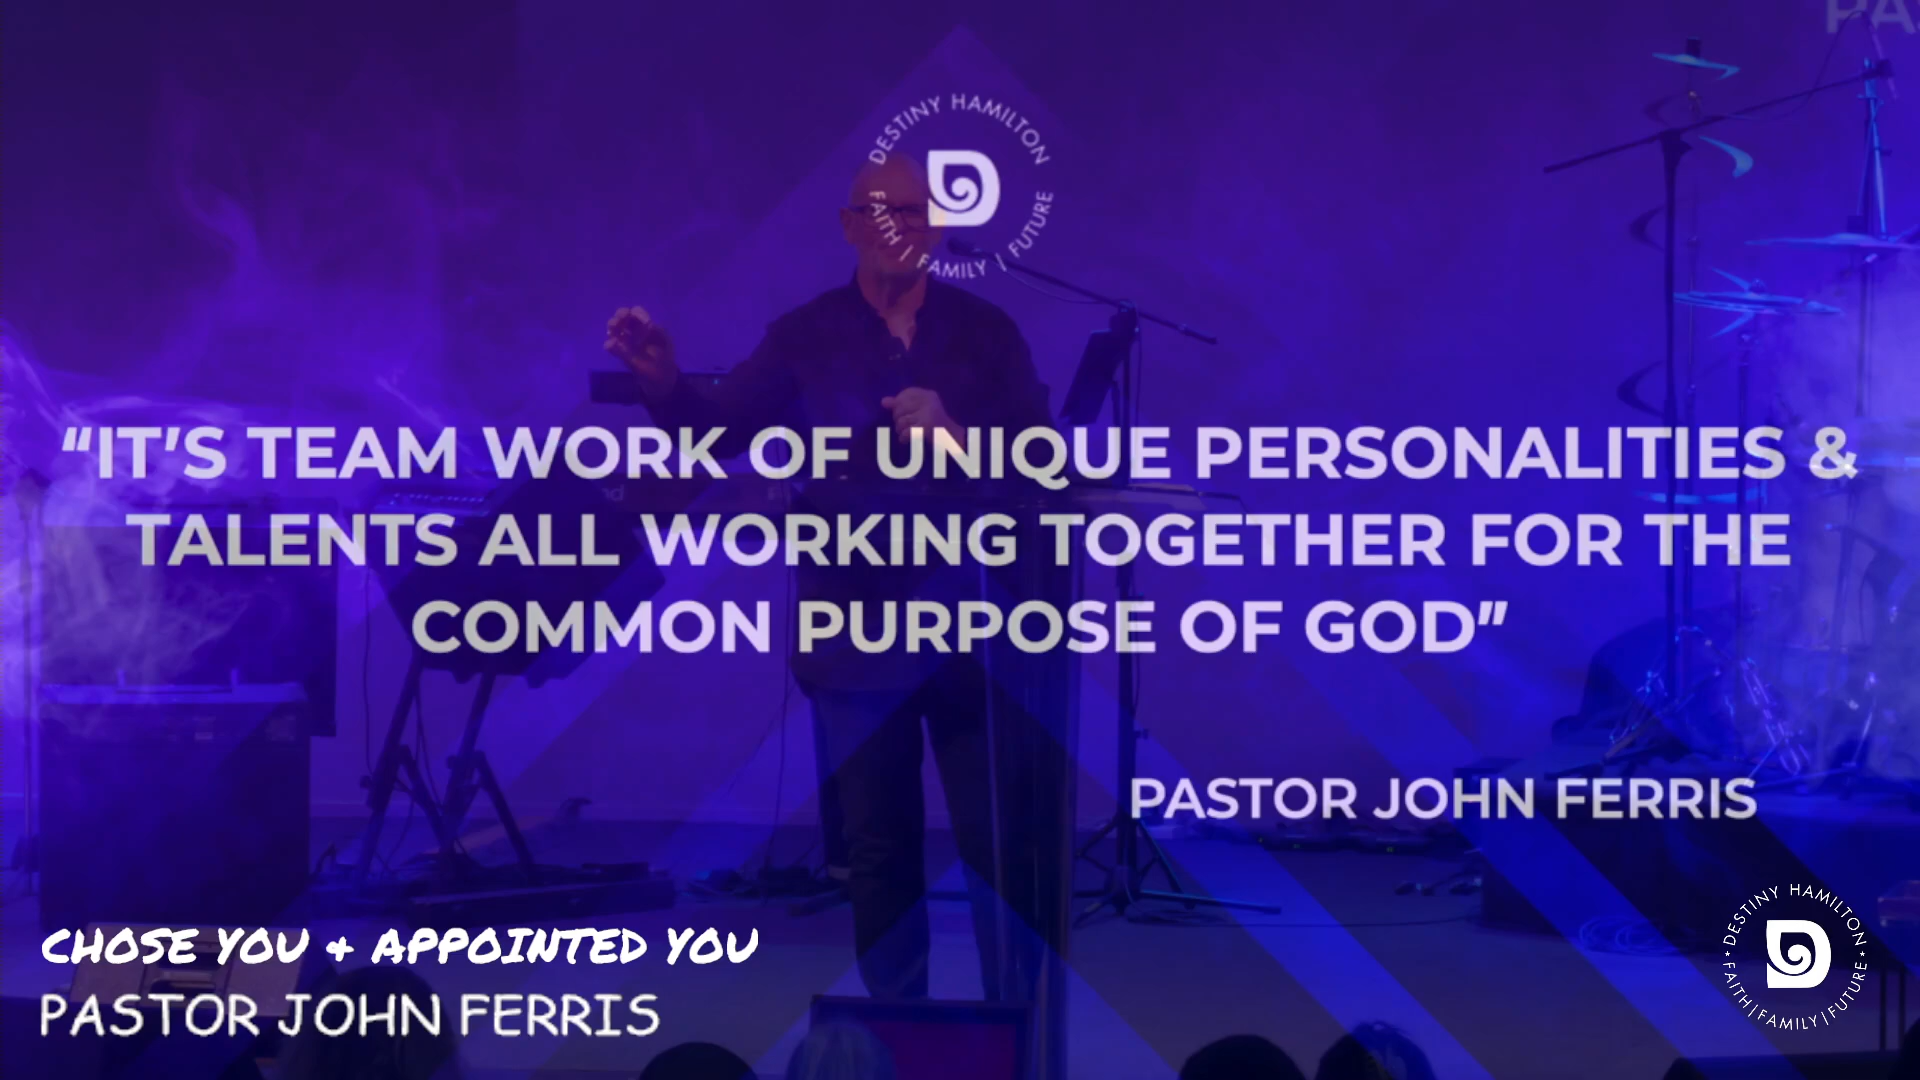 PA
DESTINY HAMILTON
D
FAITH | FAMILY | FUTURE
“IT’S TEAM WORK OF UNIQUE PERSONALITIES &
TALENTS ALL WORKING TOGETHER FOR THE
COMMON PURPOSE OF GOD”
PASTOR JOHN FERRIS
CHOSE YOU & APPOINTED YOU
PASTOR JOHN FERRIS
DESTINY HAMILTON
D
• FAITH | FAMILY | FUTURE •